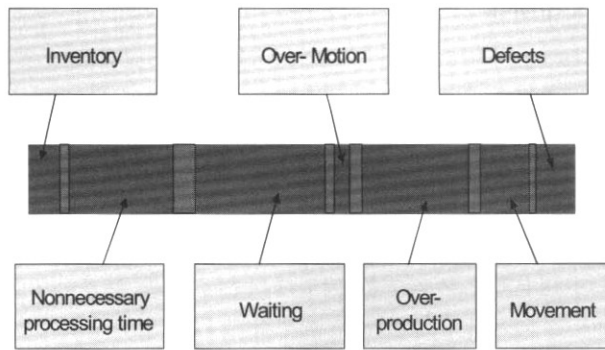 Inventory
Over- Motion
Defects
Nonnecessary
processing time
Waiting
Over-
production
Movement